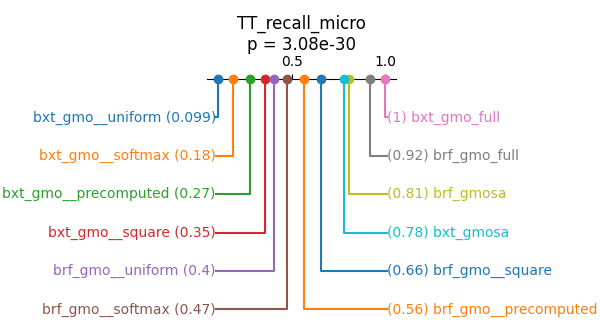 TT_recall_micro
p = 3.08e-30
0.5 1.0
bxt_gmo__uniform (0.099) (1) bxt_gmo_full
bxt_gmo__softmax (0.18) (0.92) brf_gmo_full
bxt_gmo__precomputed (0.27) (0.81) brf_gmosa
bxt_gmo__square (0.35) (0.78) bxt_gmosa
brf_gmo__uniform (0.4) (0.66) brf_gmo__square
brf_gmo__softmax (0.47) (0.56) brf_gmo__precomputed